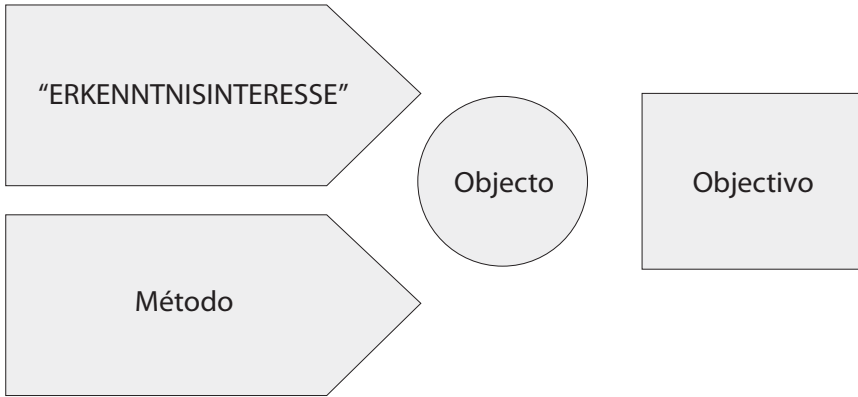 “ERKENNTNISINTERESSE”
Objecto
Objectivo
Método